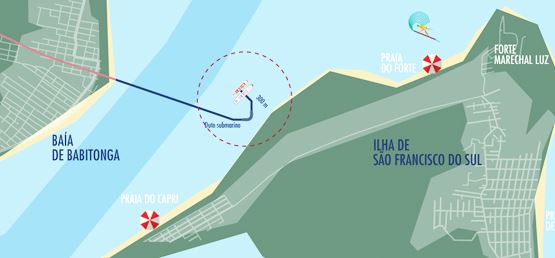 PRAIA
DO FORTE
FORTE
MARECHAL LUZ
300 m
Duto submarino
BAÍA
DE BABITONGA
ILHA DE
SÃO FRANCISCO DO SUL
PRAIA DO CAPRI